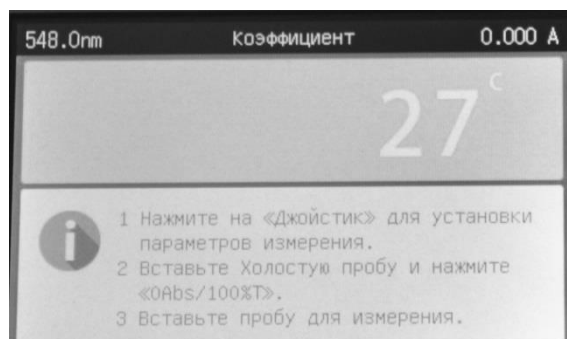 548.0nm Коэффициент 0.000 A
27 C
1 Нажмите на «Джойстик» для установки
параметров измерения.
2 Вставьте Холостую пробу и нажмите
«0Abs/100%T».
3 Вставьте пробу для измерения.